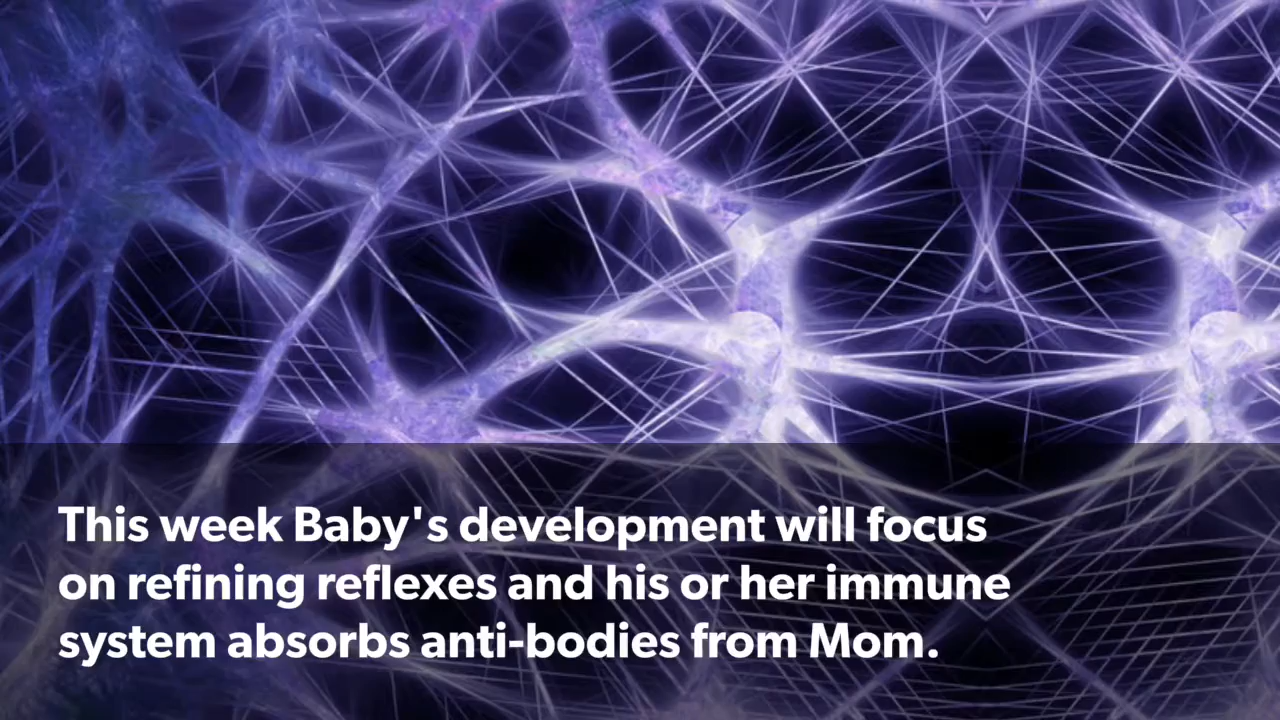 This week Baby's development will focus
on refining reflexes and his or her immune
system absorbs anti-bodies from Mom.